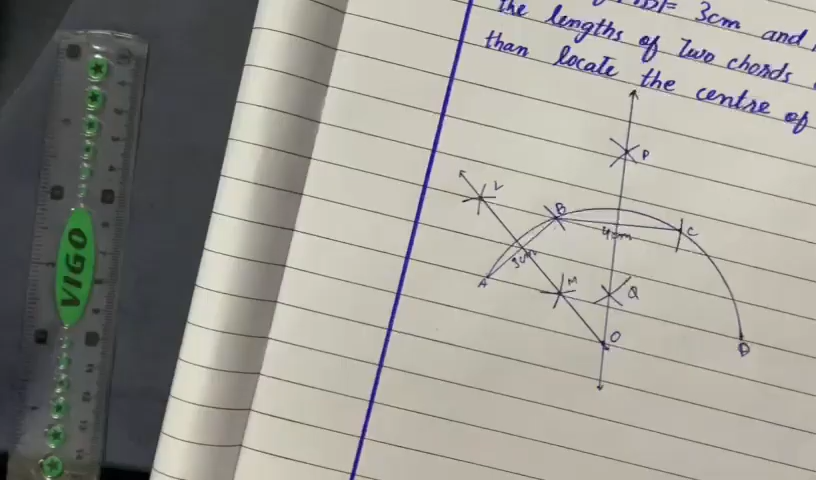 = 3cm and
the lengths of Two chords
than locate the centre of
P
L
B
C
4cm
3cm
A
M
Q
O
D
VIGO